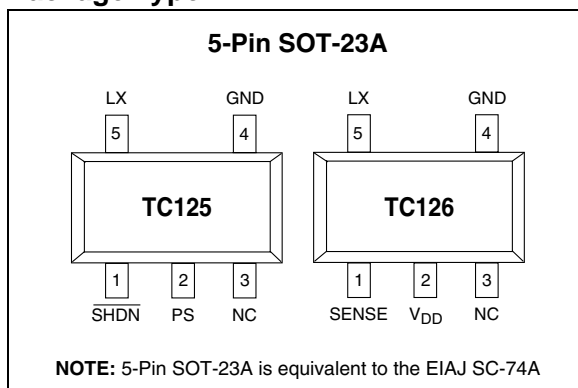 5-Pin SOT-23A
LX GND LX GND
5 4 5 4
TC125 TC126
1 2 3 1 2 3
SHDN PS NC SENSE VDD NC
NOTE: 5-Pin SOT-23A is equivalent to the EIAJ SC-74A